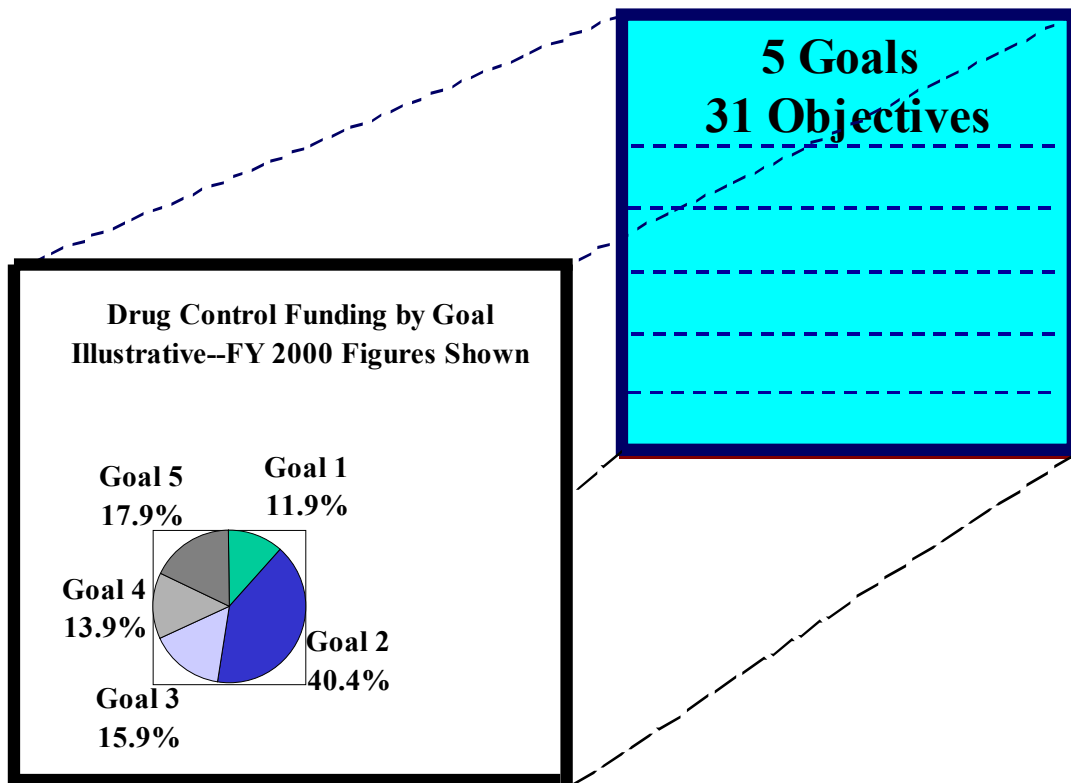 5 Goals
31 Objectives
Drug Control Funding by Goal
Illustrative--FY 2000 Figures Shown
Goal 5
17.9%
Goal 1
11.9%
Goal 4
13.9%
Goal 2
40.4%
Goal 3
15.9%